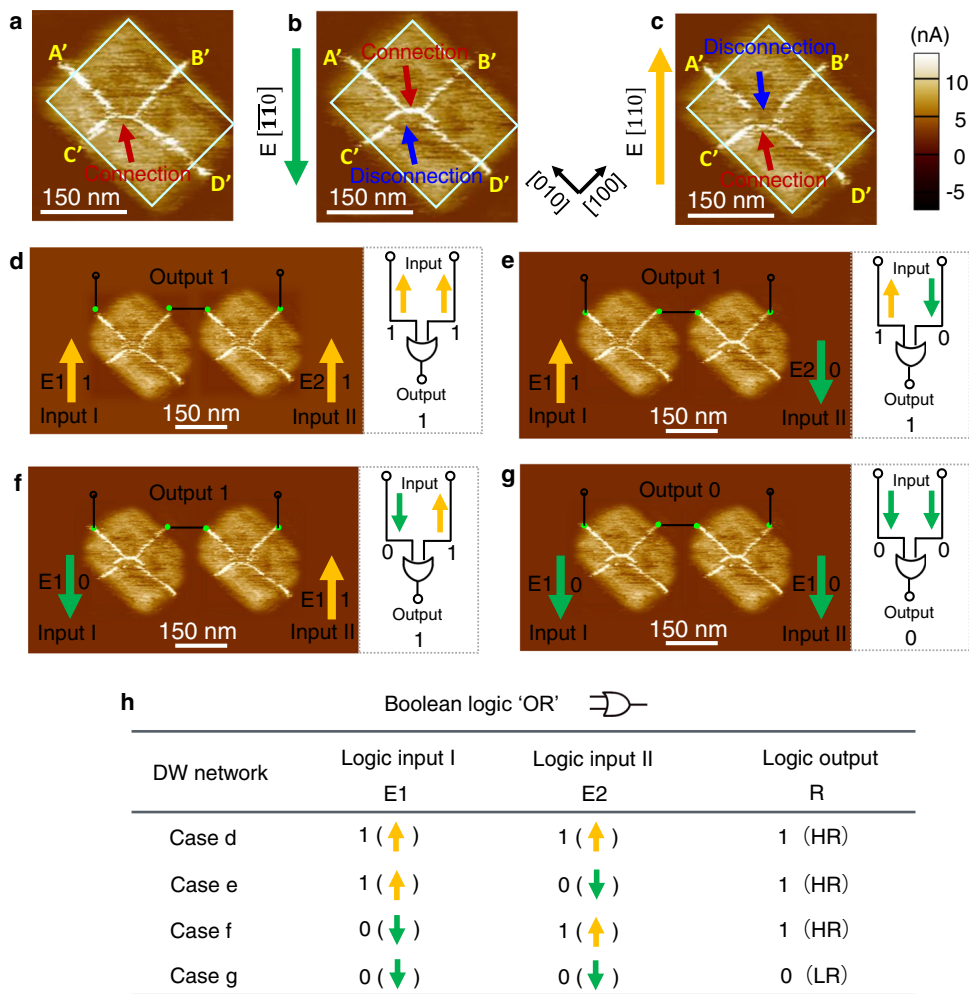 a
A’
B’
C’
D’
Connection
150 nm
E [1̅1̅0]
b
A’
Connection
B’
C’
Disconnection
D’
150 nm
[010]
[100]
E [110]
c
A’
Disconnection
B’
C’
Connection
D’
150 nm
(nA)
10
5
0
-5
d
Output 1
E1 1
Input I
150 nm
E2 1
Input II
Input
1 1
Output
1
e
Output 1
E1 1
Input I
150 nm
E2 0
Input II
Input
1 0
Output
1
f
Output 1
E1 0
Input I
150 nm
E1 1
Input II
Input
0 1
Output
1
g
Output 0
E1 0
Input I
150 nm
E1 0
Input II
Input
0 0
Output
0
h
Boolean logic ‘OR’
DW network
Logic input I
E1
Logic input II
E2
Logic output
R
Case d 1 (↑) 1 (↑) 1 (HR)
Case e 1 (↑) 0 (↓) 1 (HR)
Case f 0 (↓) 1 (↑) 1 (HR)
Case g 0 (↓) 0 (↓) 0 (LR)